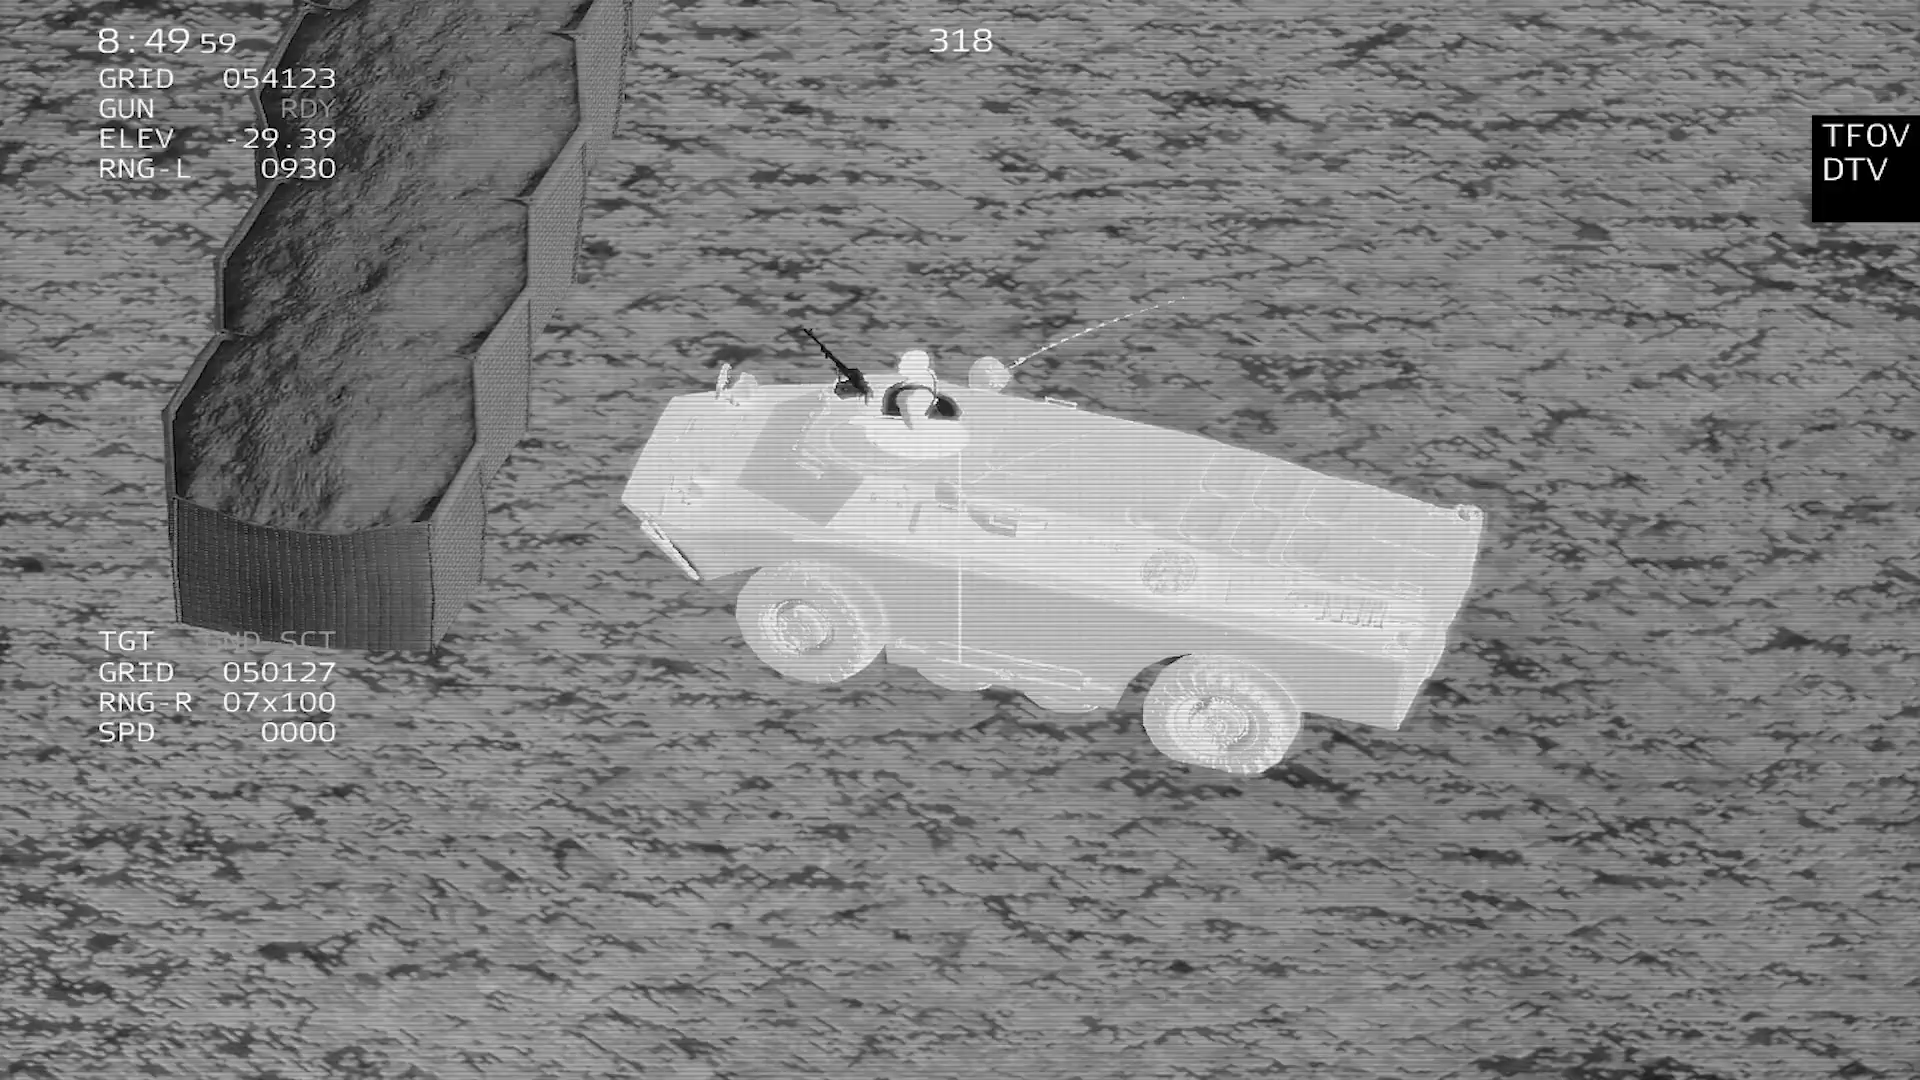 8:49 59
318
GRID 054123
GUN RDY
ELEV -29.39
RNG-L 0930
TFOV
DTV
TGT SCT
GRID 050127
RNG-R 07x100
SPD 0000